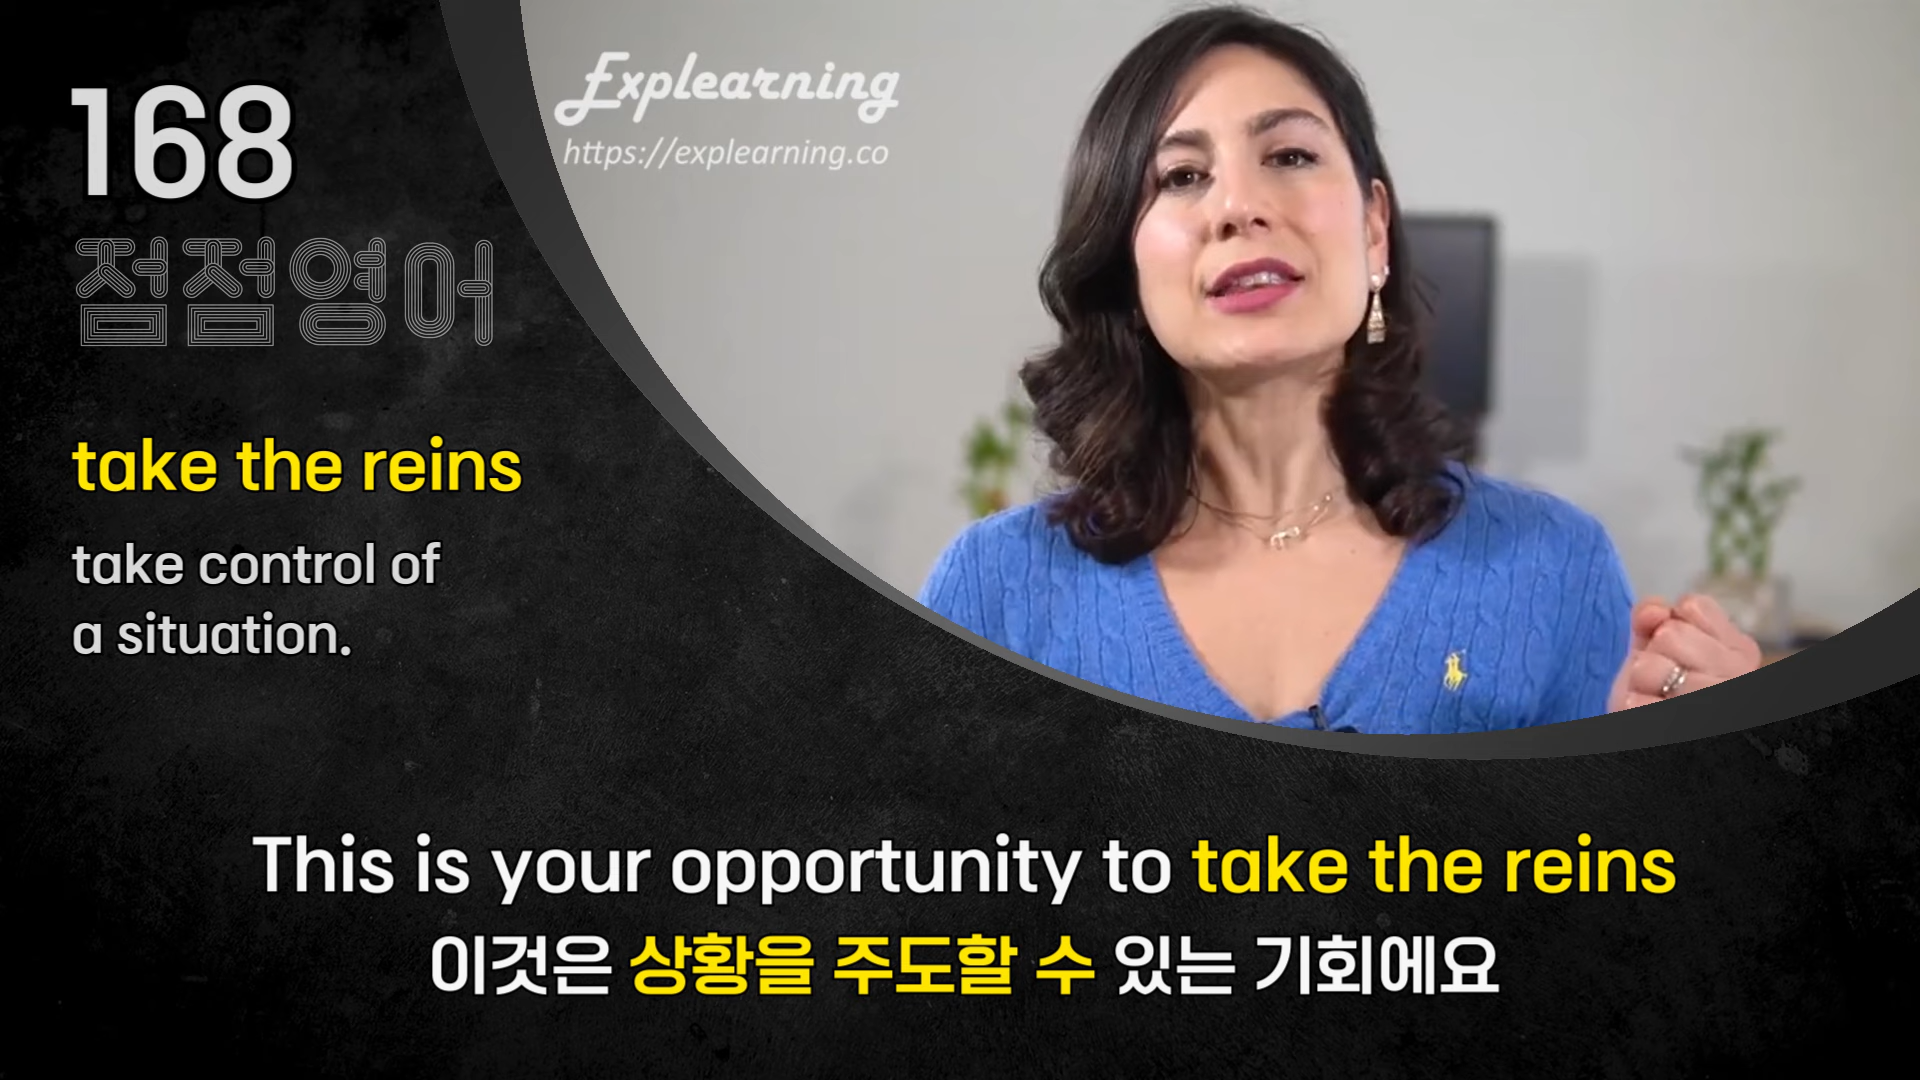 168
점점영어
take the reins
take control of
a situation.
Explearning
https://explearning.co
This is your opportunity to take the reins
이것은 상황을 주도할 수 있는 기회에요